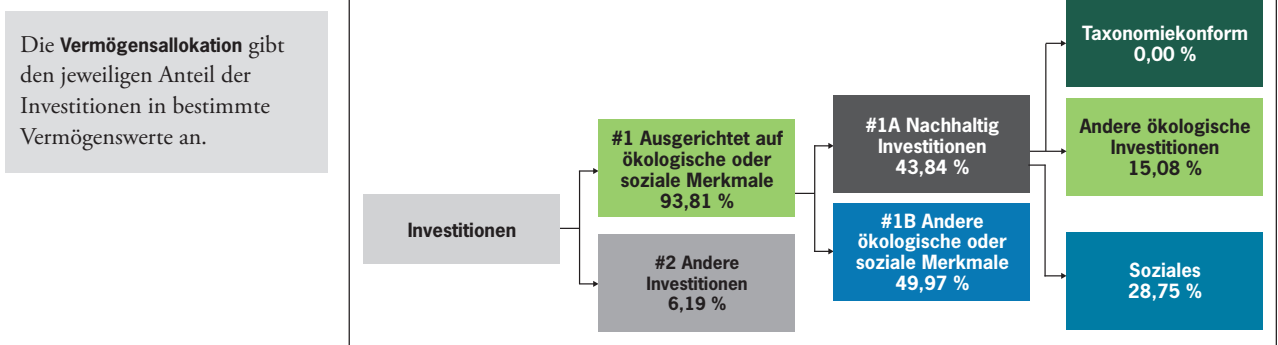 Die Vermögensallokation gibt
den jeweiligen Anteil der
Investitionen in bestimmte
Vermögenswerte an.
Investitionen
#1 Ausgerichtet auf
ökologische oder
soziale Merkmale
93,81 %
#2 Andere
Investitionen
6,19 %
#1A Nachhaltig
Investitionen
43,84 %
#1B Andere
ökologische oder
soziale Merkmale
49,97 %
Taxonomiekonform
0,00 %
Andere ökologische
Investitionen
15,08 %
Soziales
28,75 %